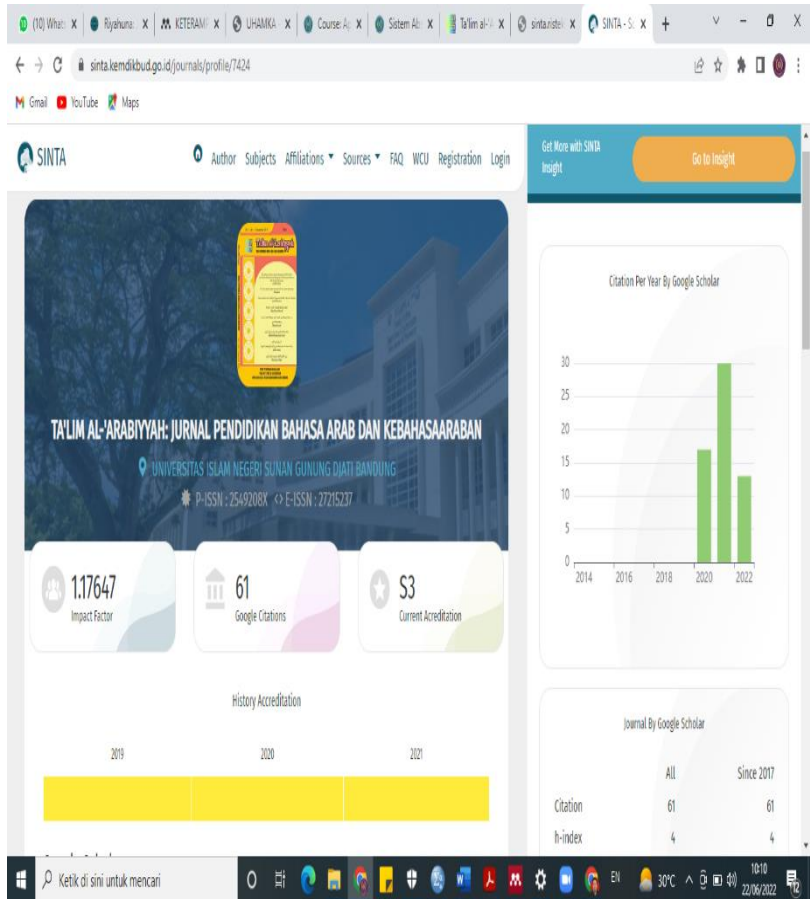 (10) Whats
Riyahuna:
KETERAMP
UHAMKA
Course: A
Sistem Ab
Ta'lim al-'A
sinta.ristek
SINTA - S
sinta.kemdikbud.go.id/journals/profile/7424
Gmail YouTube Maps
SINTA
Author Subjects Affiliations Sources FAQ WCU Registration Login
Get More with SINTA
Insight
Go to Insight
TA'LIM AL-'ARABIYYAH: JURNAL PENDIDIKAN BAHASA ARAB DAN KEBAHASAARABAN
UNIVERSITAS ISLAM NEGERI SUNAN GUNUNG DJATI BANDUNG
P-ISSN : 2549208X <> E-ISSN : 27215237
1.17647
Impact Factor
61
Google Citations
S3
Current Acreditation
History Accreditation
2019 2020 2021
Citation Per Year By Google Scholar
30
25
20
15
10
5
0
2014 2016 2018 2020 2022
Journal By Google Scholar
All Since 2017
Citation 61 61
h-index 4 4
Ketik di sini untuk mencari
EN
30°C
10:10
22/06/2022
12